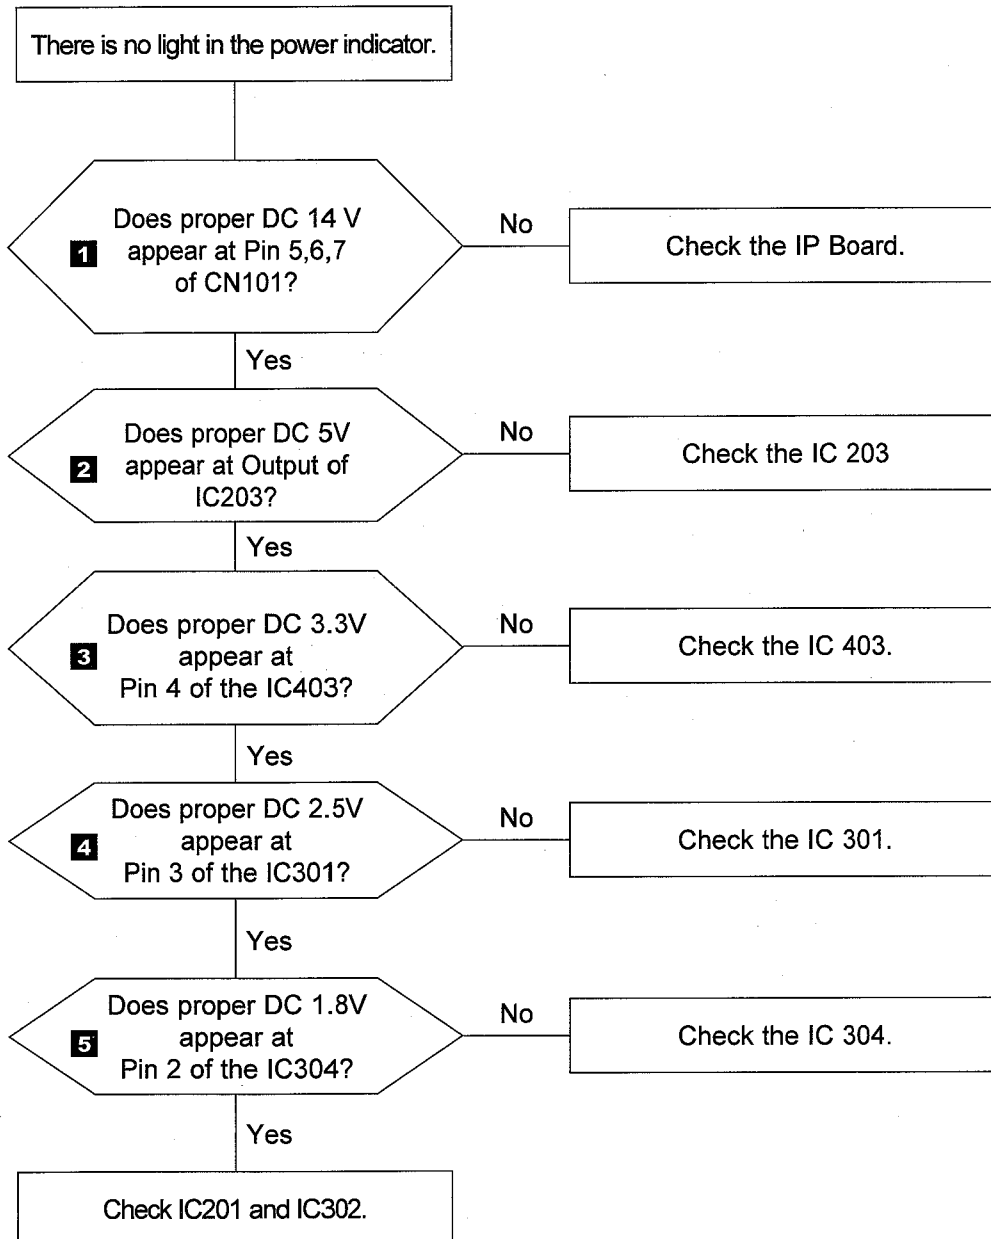 There is no light in the power indicator.
Does proper DC 14 V
1 appear at Pin 5,6,7
of CN101?
No
Check the IP Board.
Yes
Does proper DC 5V
2 appear at Output of
IC203?
No
Check the IC 203
Yes
Does proper DC 3.3V
3 appear at
Pin 4 of the IC403?
No
Check the IC 403.
Yes
Does proper DC 2.5V
4 appear at
Pin 3 of the IC301?
No
Check the IC 301.
Yes
Does proper DC 1.8V
5 appear at
Pin 2 of the IC304?
No
Check the IC 304.
Yes
Check IC201 and IC302.